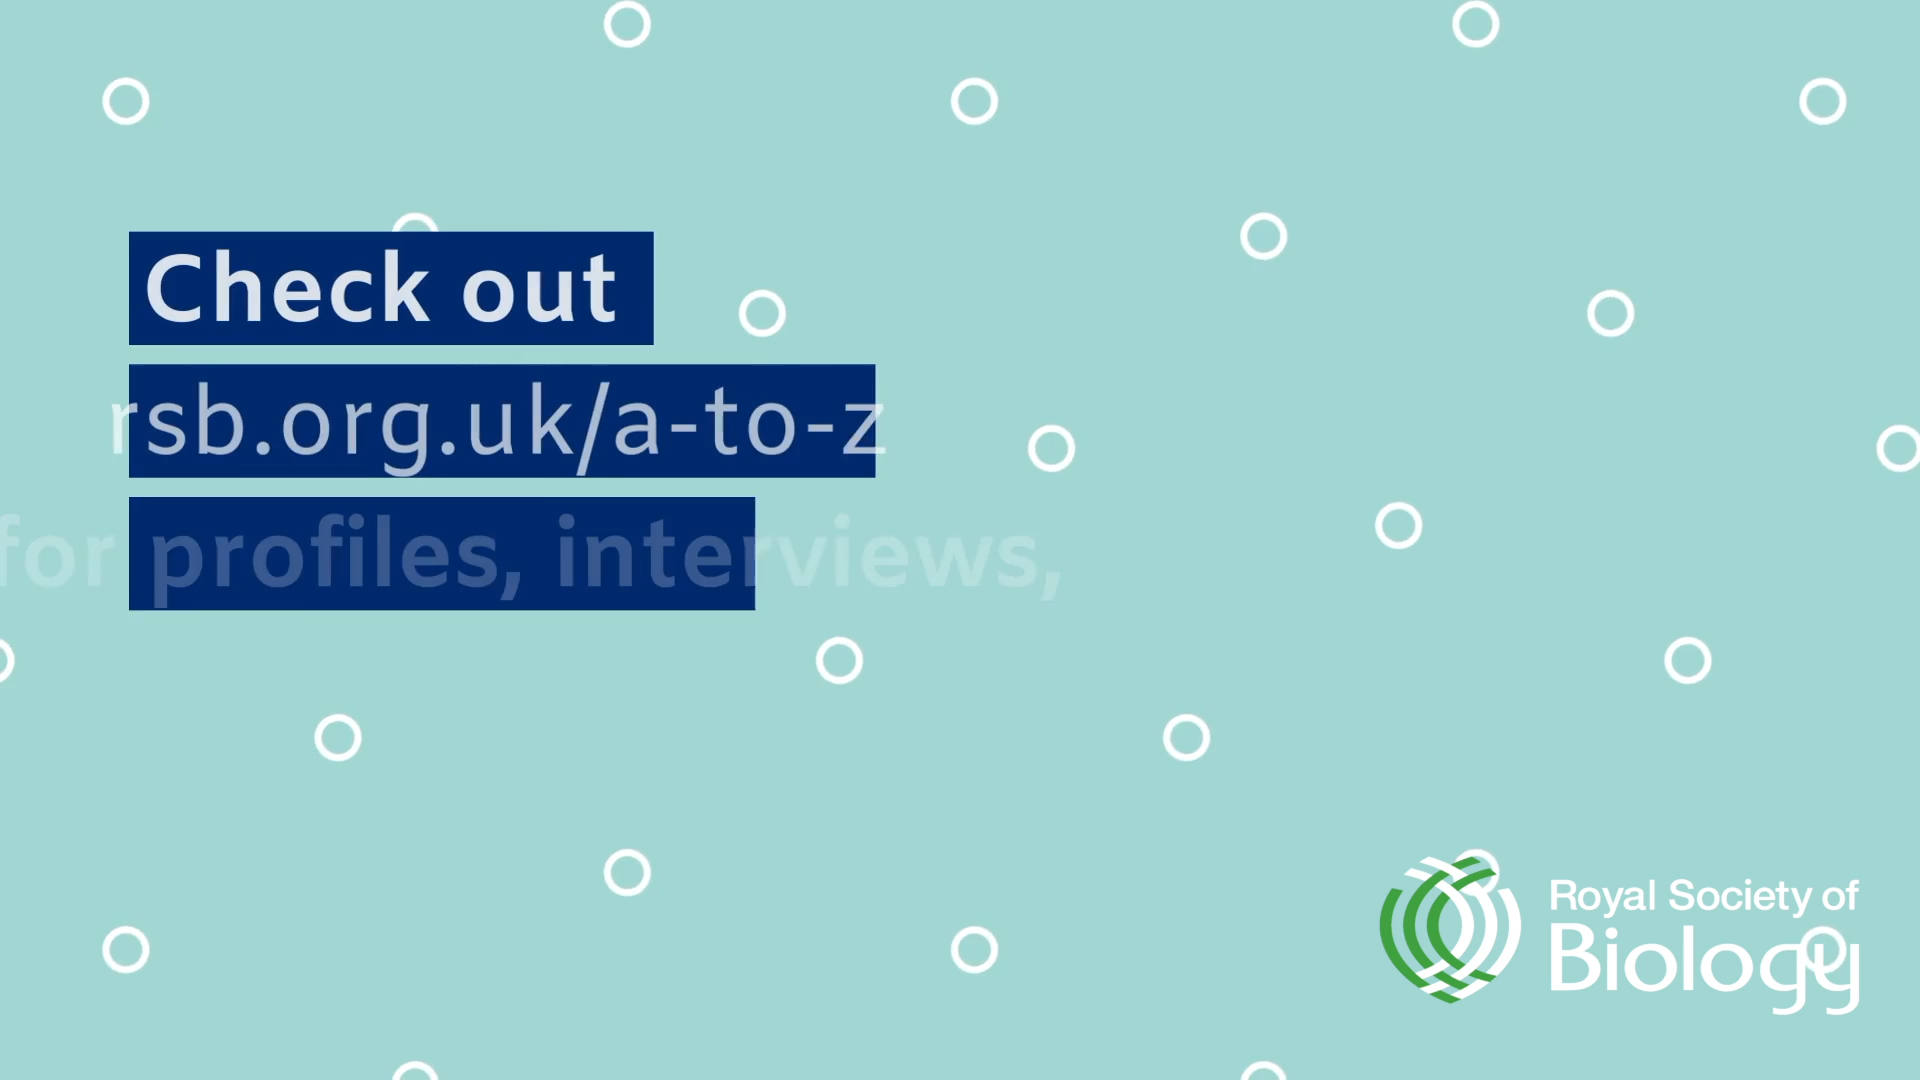 Check out
rsb.org.uk/a-to-z
for profiles, interviews,
Royal Society of
Biology